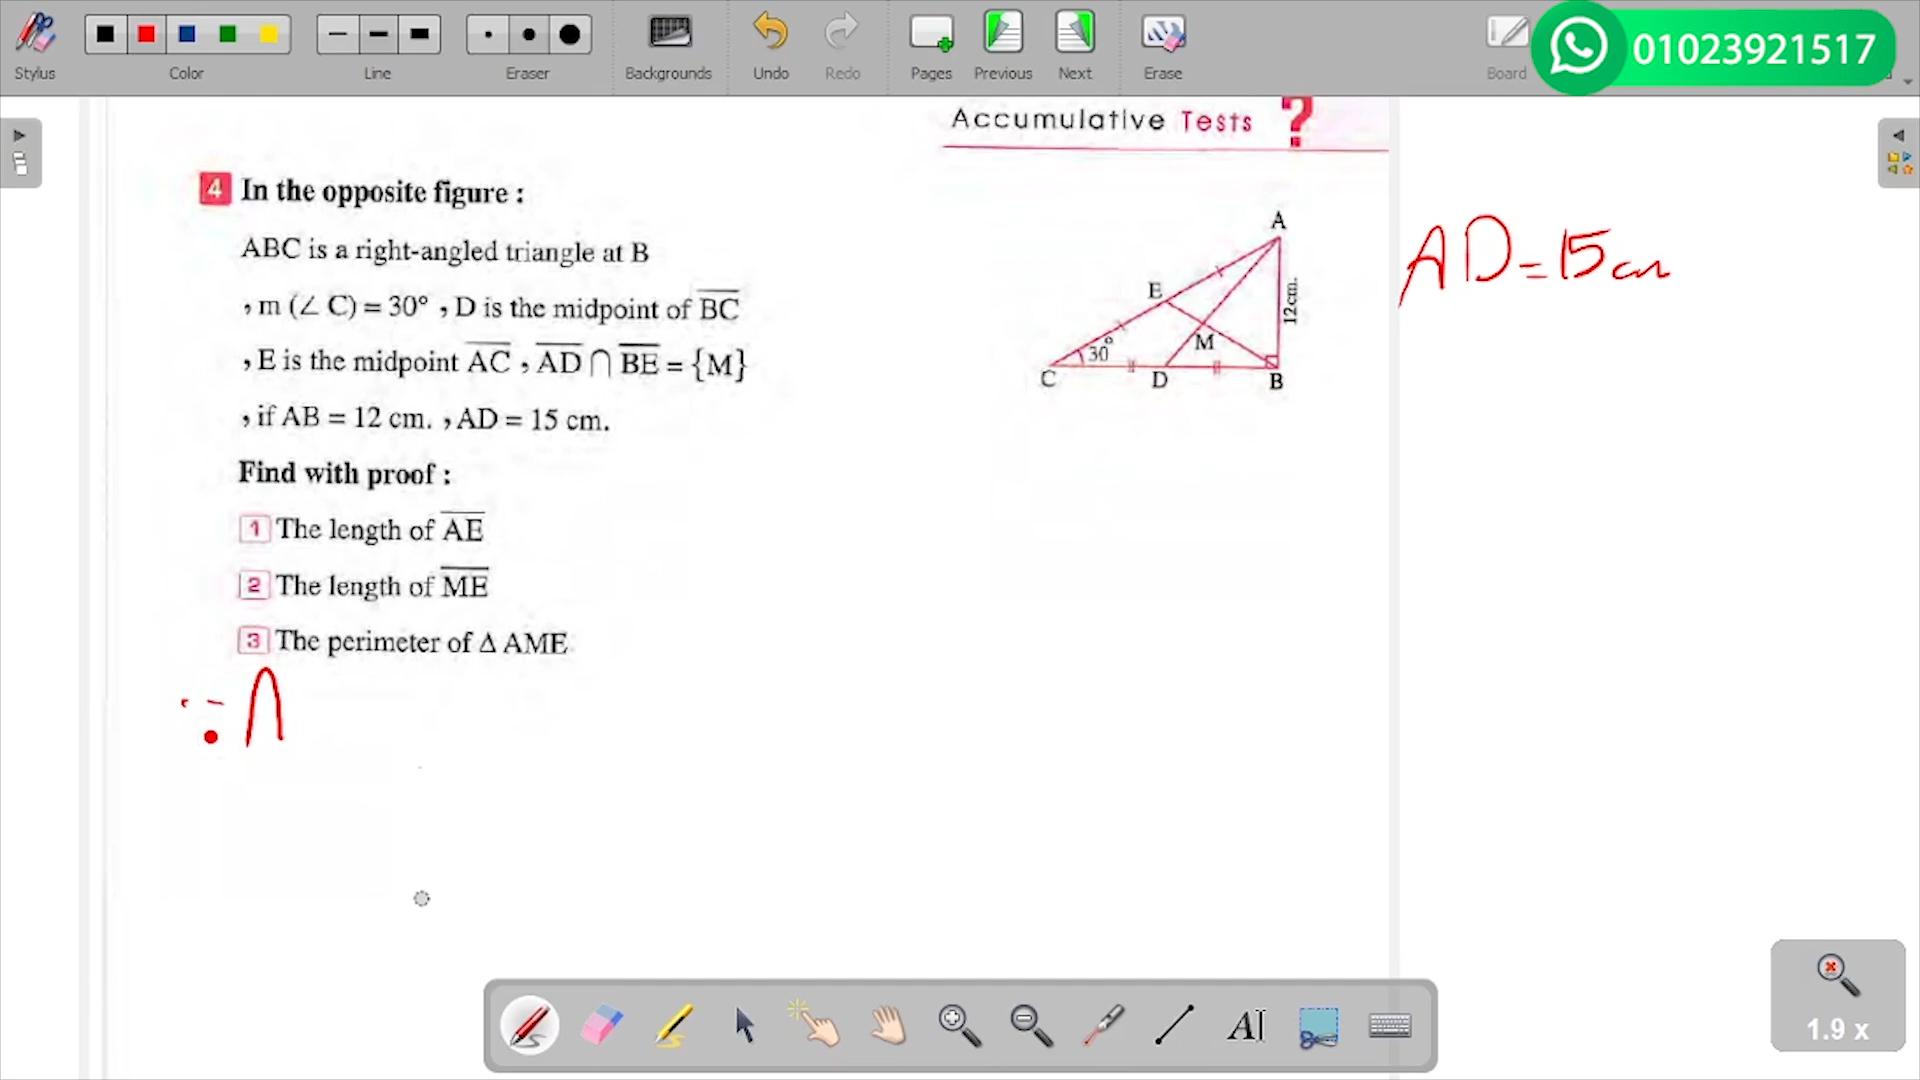 Stylus Color Line Eraser Backgrounds Undo Redo Pages Previous Next Erase Board
01023921517
Accumulative Tests ?
4 In the opposite figure :
ABC is a right-angled triangle at B
, m (∠ C) = 30° , D is the midpoint of BC
, E is the midpoint AC , AD ∩ BE = {M}
, if AB = 12 cm. , AD = 15 cm.
Find with proof :
1 The length of AE
2 The length of ME
3 The perimeter of Δ AME
A
E
12cm.
30°
M
C
D
B
AD = 15 cm
∵
1.9 x